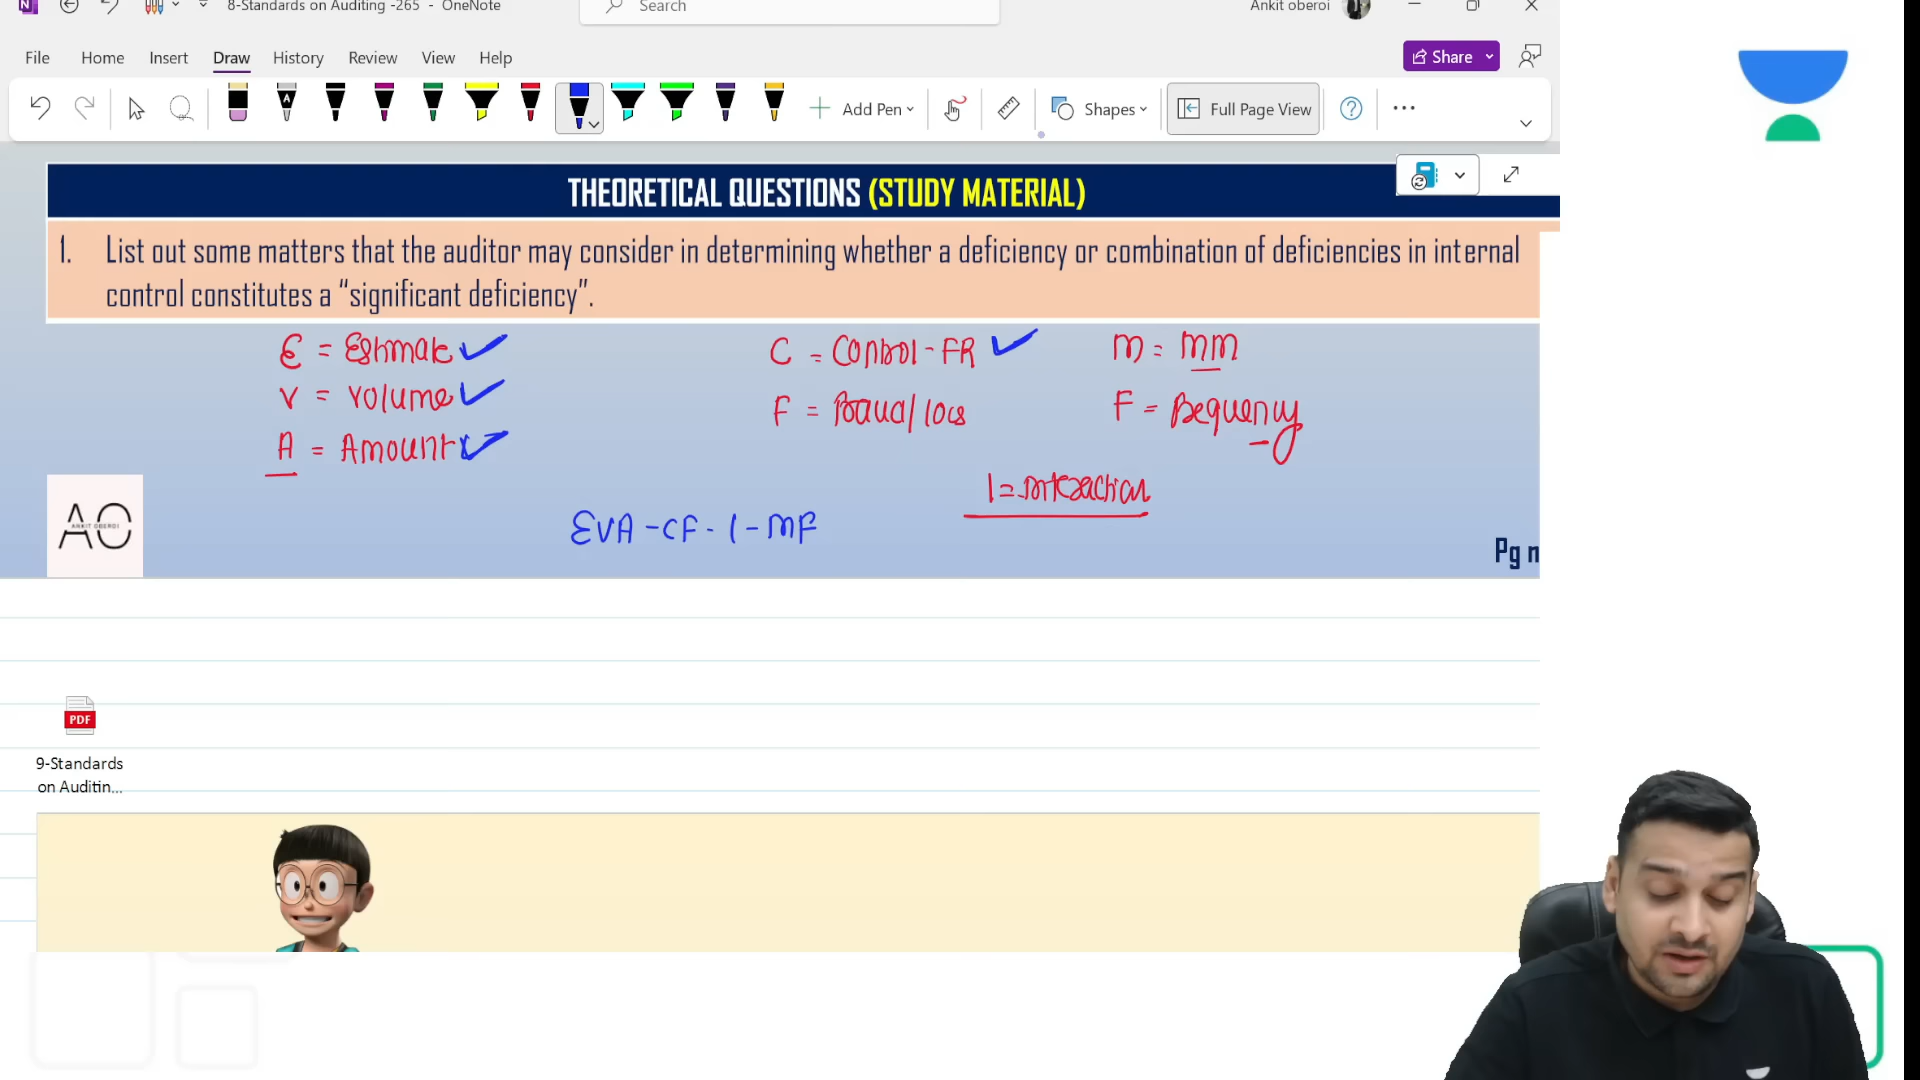 8-Standards on Auditing -265 - OneNote
Search
Ankit oberoi
File Home Insert Draw History Review View Help
Share
A
Add Pen
Shapes
Full Page View
THEORETICAL QUESTIONS (STUDY MATERIAL)
1. List out some matters that the auditor may consider in determining whether a deficiency or combination of deficiencies in internal
control constitutes a “significant deficiency”.
E = Estimate
C = Control-FR
m = mm
V = Volume
F = Fraud/loss
F = Frequency
A = Amount
I = Interaction
EVA-CF-I-MF
AO
ANKIT OBEROI
Pg n
PDF
9-Standards
on Auditin...